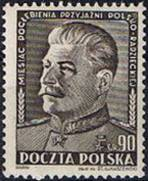 MIESIĄC POGŁĘBIENIA PRZYJAŹNI POLSKO-RADZIECKIEJ
90
POCZTA POLSKA